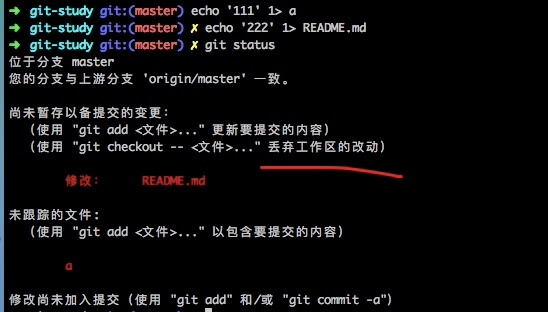 ➜ git-study git:(master) echo '111' 1> a
➜ git-study git:(master) ✗ echo '222' 1> README.md
➜ git-study git:(master) ✗ git status
位于分支 master
您的分支与上游分支 'origin/master' 一致。
尚未暂存以备提交的变更：
(使用 "git add <文件>..." 更新要提交的内容)
(使用 "git checkout -- <文件>..." 丢弃工作区的改动)
修改： README.md
未跟踪的文件:
(使用 "git add <文件>..." 以包含要提交的内容)
a
修改尚未加入提交（使用 "git add" 和/或 "git commit -a"）